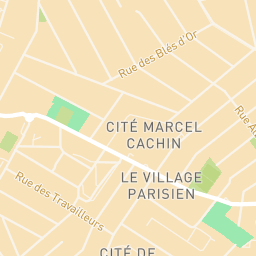 Rue des Blés d'Or
CITÉ MARCEL
CACHIN
LE VILLAGE
PARISIEN
Rue des Travailleurs
CITÉ DE